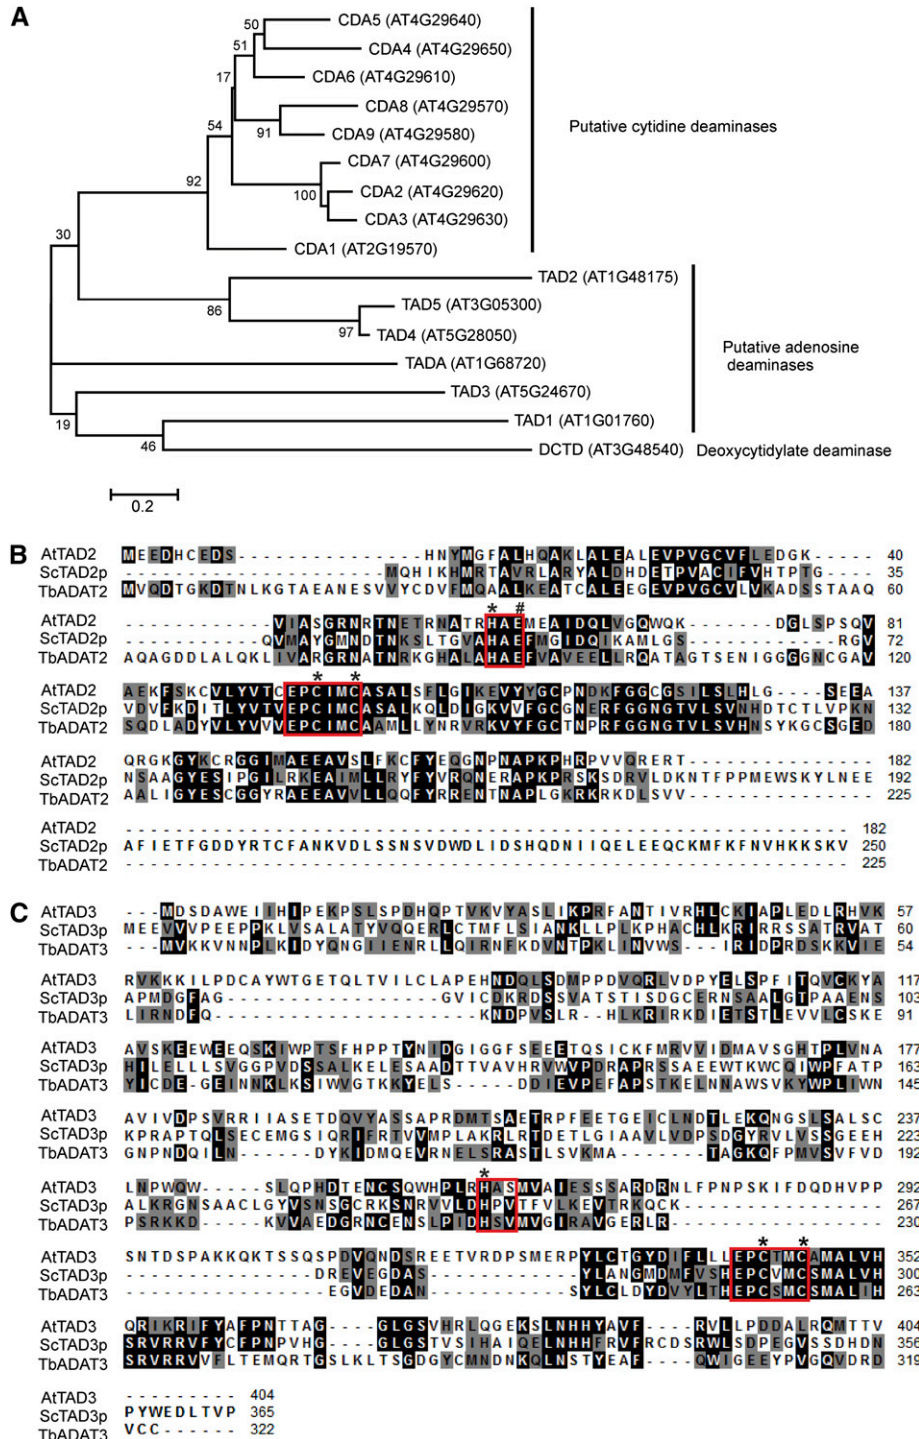 A
CDA5 (AT4G29640)
CDA4 (AT4G29650)
CDA6 (AT4G29610)
CDA8 (AT4G29570)
CDA9 (AT4G29580)
CDA7 (AT4G29600)
CDA2 (AT4G29620)
CDA3 (AT4G29630)
CDA1 (AT2G19570)
TAD2 (AT1G48175)
TAD5 (AT3G05300)
TAD4 (AT5G28050)
TADA (AT1G68720)
TAD3 (AT5G24670)
TAD1 (AT1G01760)
DCTD (AT3G48540)
50
51
17
91
54
100
92
30
86
97
19
46
Putative cytidine deaminases
Putative adenosine
deaminases
Deoxycytidylate deaminase
0.2
B
AtTAD2 MEEDHCEDS----------------HNYMGFALHQAKLALEALEVPVGCVFLEDGK----- 40
ScTAD2p ----------------------MQHIKHMRTAVRLARYALDHDETPVACIFVHTPTG---- 35
TbADAT2 MVQDTGKDTNLKGTAEANESVVYCDVFMQAALKEATCALEEGEVPVGCVLVKADSSTAAQ 60
* #
AtTAD2 ------------VIASGRNRTNETRNATRHAEMEAIDQLVGQWQK-----DGLSPSQV 81
ScTAD2p ------------QVMAYGMNDTNKSLTGVAHAEFMGIDQIKAMLGS---------RGV 72
TbADAT2 AQAGDDLALQKLIVARGRNATNRKGHALAHAEFVAVEELLRQATAGTSENIGGGGNCGAV 120
* *
AtTAD2 AEKFSKCVLYVTCEPCIMCASALSFLGIKEVYYGCPNDKFGGCGSILSLHLG-----SEEA 137
ScTAD2p VDVFKDITLYVTVEPCIMCASALKQLDIGKVVFGCGNERFGGNGTVLSVNHDTCTLVPKN 132
TbADAT2 SQDLADYVLYVVVEPCIMCAAMLLYNRVRKVYFGCTNPRFGGNGTVLSVHNSYKGCSGED 180
AtTAD2 QRGKGYKCRGGIMAEEAVSLFKCFYEQGNPNAPKPHRPVVQRERT--------------- 182
ScTAD2p NSAAGYESIPGILRKEAIMLLRYFYVRQNERAPKPRSKSDRVLDKNTFPPMEWSKYLNEE 192
TbADAT2 AALIGYESCGGYRAEEAVVLLQQFYRRENTNAPLGKRKRKDLSVV--------------- 225
AtTAD2 ---------------------------------------------------------- 182
ScTAD2p AFIETFGDDYRTCFANKVDLSSNSVDWDLIDSHQDNIIQELEEQCKMFKFNVHKKSKV 250
TbADAT2 ---------------------------------------------------------- 225
C
AtTAD3 ---MDSDAWEIIHIPEKPSLSPDHQPTVKVYASLIKPRFANTIVRHLCKIAPLEDLRHVK 57
ScTAD3p MEEVVVPEEPPKLVSALATYVQQERLCTMFLSIANKLLPLKPHACHLKRIRRSSATRVAT 60
TbADAT3 ---MVKKVNNPLKIDYQNGIIENRLLQIRNFKDVNTPKLINVWS---IRIDPRDSKKVIE 54
AtTAD3 RVKKKILPDCAYWTGETQLTVILCLAPEHNDQLSDMPPDVQRLVDPYELSPFITQVCKYA 117
ScTAD3p APMDGFAG-----------------GVICDKRDSSVATSTISDGCERNSAALGTPAAENS 103
TbADAT3 LIRNDFQ------------------KNDPVSLR--HLKRIRKDIETSTLEVVLCSKE 91
AtTAD3 AVSKEEWEEQSKIWPTSFHPPTYNIDGIGGFSEEETQSICKFMRVVIDMAVSGHTPLVNA 177
ScTAD3p HILELLLSVGGPVDSSALKELESAADTTVAVHRVWVPDRAPRSSAEEWTKWCQIWPFATP 163
TbADAT3 YICDE-GEINNKLKSIWVGTKKYELS-----DDIEVPEFAPSTKELNNAWSVKYWPLIWN 145
AtTAD3 AVIVDPSVRRIIASETDQVYASSAPRDMTSAETRPFEETGEICLNDTLEKQNGSLSALSC 237
ScTAD3p KPRAPTQLSECEMGSIQRIFRTVVMPLAKRLRTDETLGIAAVLVDPSDGYRVLVSSGEEH 223
TbADAT3 GNPNDQILN-----DYKIDMQEVRNELSRASTLSVKMA-----TAGKQFPMVSVFVD
*
AtTAD3 LNPWQW-----SLQPHDTENCSQWHPLRHASMVAIESSSARDRNLFPNPSKIFDQDHVPP 292
ScTAD3p ALKRGNSAACLGYVSNSGCRKSNRVVLDHPVTFVLKEVTRKQCK---------------- 267
TbADAT3 PSRKKD-----KVVAEDGRNCENSLPIDHSVMVGIRAVGERLR----------------- 230
* *
AtTAD3 SNTDSPAKKQKTSSQSPDVQNDSREETVRDPSMERPYLCTGYDIFLLLEPCTMCAMALVH 352
ScTAD3p ----------------DREVEGDAS-----------YLANGMDMFVSHEPCVMCSMALVH 300
TbADAT3 ----------------EGVDEDAN------------SYLCLDYDVYLTHEPCSMCSMALIH 263
AtTAD3 QRIKRIFYAFPNTTAG-----GLGSVHRLQGEKSLNHHYAVF----RVLLPDDALRQMTTV 404
ScTAD3p SRVRRVFYCFPNPVHG-----GLGSTVSIHAIQELNHHFRVFRCDSRWLSDPEGVSSDHDN 356
TbADAT3 SRVRRVVFLTEMQRTGSLKLTSGDGYCMNDNKQLNSTYEAF----QWIGEEYPVGQVDRD 319
AtTAD3 --------- 404
ScTAD3p PYWEDLTVP 365
TbADAT3 VCC------ 322